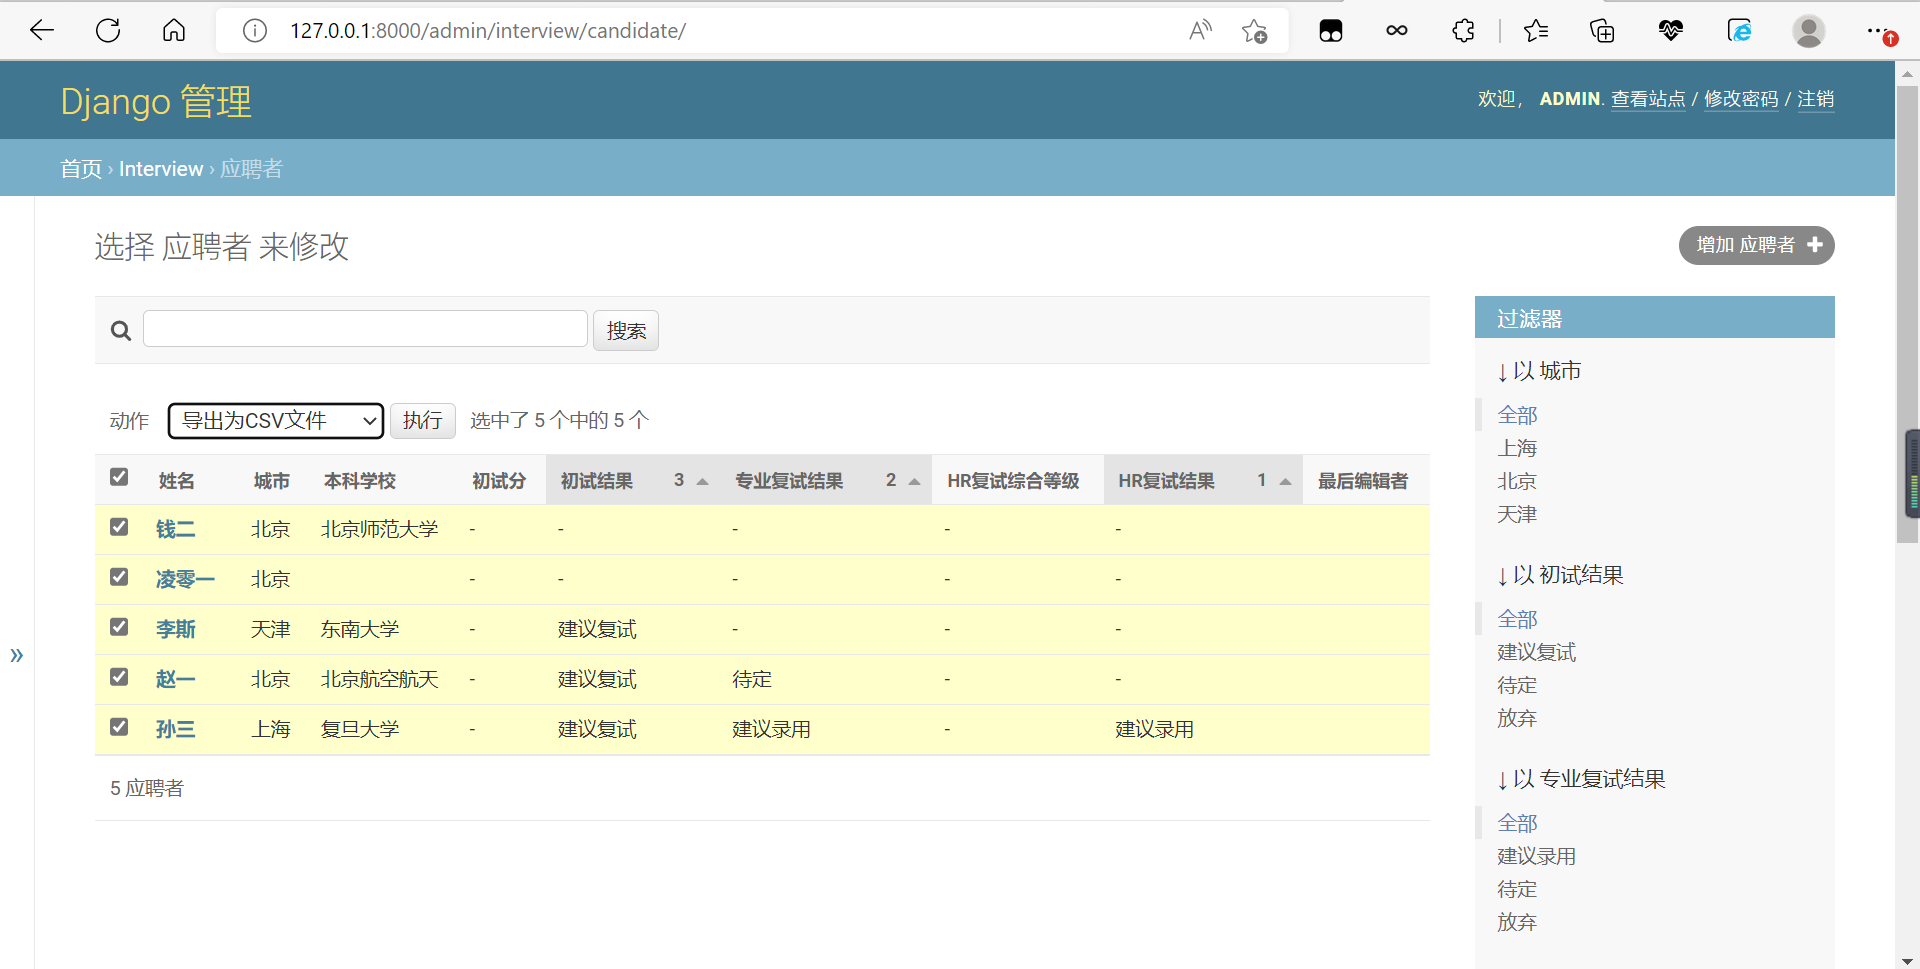 127.0.0.1:8000/admin/interview/candidate/
Django 管理
欢迎， ADMIN. 查看站点 / 修改密码 / 注销
首页 › Interview › 应聘者
选择 应聘者 来修改
增加 应聘者
搜索
动作 导出为CSV文件 执行 选中了 5 个中的 5 个
姓名 城市 本科学校 初试分 初试结果 3 专业复试结果 2 HR复试综合等级 HR复试结果 1 最后编辑者
钱二 北京 北京师范大学 - - - - -
凌零一 北京 - - - - -
李斯 天津 东南大学 - 建议复试 - - -
赵一 北京 北京航空航天 - 建议复试 待定 - -
孙三 上海 复旦大学 - 建议复试 建议录用 - 建议录用
5 应聘者
»
过滤器
↓ 以 城市
全部
上海
北京
天津
↓ 以 初试结果
全部
建议复试
待定
放弃
↓ 以 专业复试结果
全部
建议录用
待定
放弃